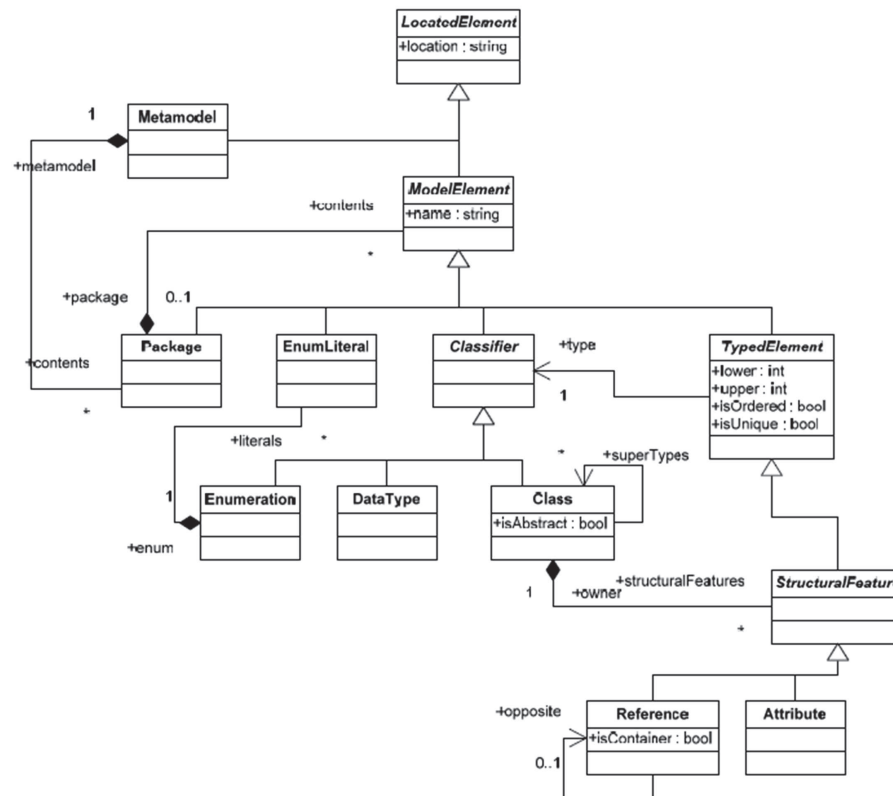 LocatedElement
+location : string
1
Metamodel
+metamodel
ModelElement
+name : string
+contents
*
+package
0..1
Package
EnumLiteral
Classifier
+type
1
TypedElement
+lower : int
+upper : int
+isOrdered : bool
+isUnique : bool
+contents
*
+literals
*
*
+superTypes
1
Enumeration
DataType
Class
+isAbstract : bool
+enum
1
+owner
+structuralFeatures
*
StructuralFeature
+opposite
0..1
Reference
+isContainer : bool
Attribute